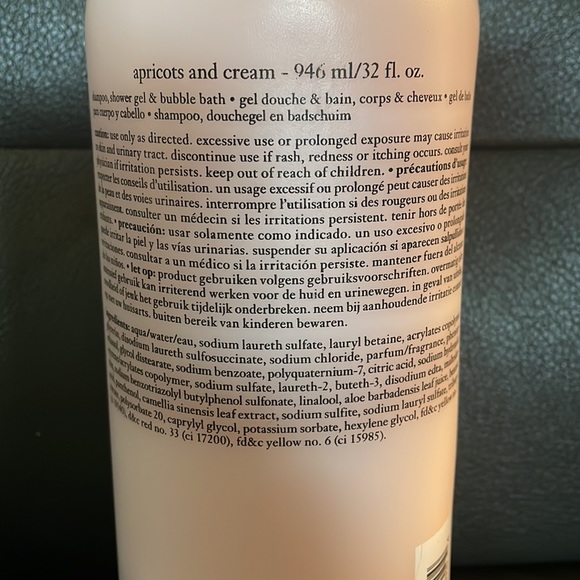 apricots and cream - 946 ml/32 fl. oz.
shampoo, shower gel & bubble bath • gel douche & bain, corps & cheveux • gel de baño
para cuerpo y cabello • shampoo, douchegel en badschuim
caution: use only as directed. excessive use or prolonged exposure may cause irritation
to skin and urinary tract. discontinue use if rash, redness or itching occurs. consult your
physician if irritation persists. keep out of reach of children. • précautions d'usage
respecter les conseils d'utilisation. un usage excessif ou prolongé peut causer des irritations
de la peau et des voies urinaires. interrompre l'utilisation si des rougeurs ou des irritations
apparaissent. consulter un médecin si les irritations persistent. tenir hors de portée des
enfants. • precaución: usar solamente como indicado. un uso excesivo o prolongado
puede irritar la piel y las vías urinarias. suspender su aplicación si aparecen salpullidos
irritaciones. consultar a un médico si la irritación persiste. mantener fuera del alcance
de los niños. • let op: product gebruiken volgens gebruiksvoorschriften. overmatig
gebruik kan irriterend werken voor de huid en urinewegen. in geval van
roodheid of jeuk het gebruik tijdelijk onderbreken. neem bij aanhoudende irritatie
uw huisarts. buiten bereik van kinderen bewaren.
ingredients: aqua/water/eau, sodium laureth sulfate, lauryl betaine, acrylates copolymer,
glycerin, disodium laureth sulfosuccinate, sodium chloride, parfum/fragrance,
glycol distearate, sodium benzoate, polyquaternium-7, citric acid, sodium
acrylates copolymer, sodium sulfate, laureth-2, buteth-3, disodium edta,
sodium benzotriazolyl butylphenol sulfonate, linalool, aloe barbadensis leaf juice,
panthenol, camellia sinensis leaf extract, sodium sulfite, sodium lauryl sulfate,
polysorbate 20, caprylyl glycol, potassium sorbate, hexylene glycol, fd&c yellow
d&c red no. 33 (ci 17200), fd&c yellow no. 6 (ci 15985).